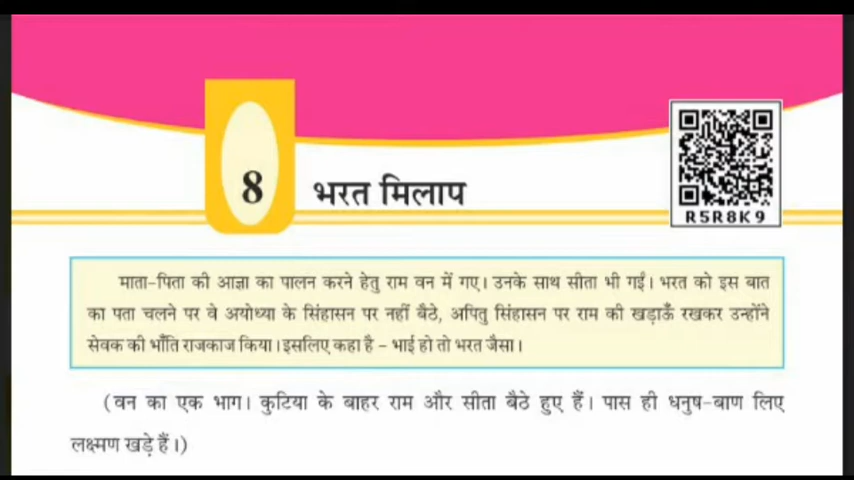 8
भरत मिलाप
R5R8K9
माता-पिता की आज्ञा का पालन करने हेतु राम वन में गए। उनके साथ सीता भी गईं। भरत को इस बात
का पता चलने पर वे अयोध्या के सिंहासन पर नहीं बैठे, अपितु सिंहासन पर राम की खड़ाऊँ रखकर उन्होंने
सेवक की भाँति राजकाज किया। इसलिए कहा है – भाई हो तो भरत जैसा।
(वन का एक भाग। कुटिया के बाहर राम और सीता बैठे हुए हैं। पास ही धनुष-बाण लिए
लक्ष्मण खड़े हैं।)